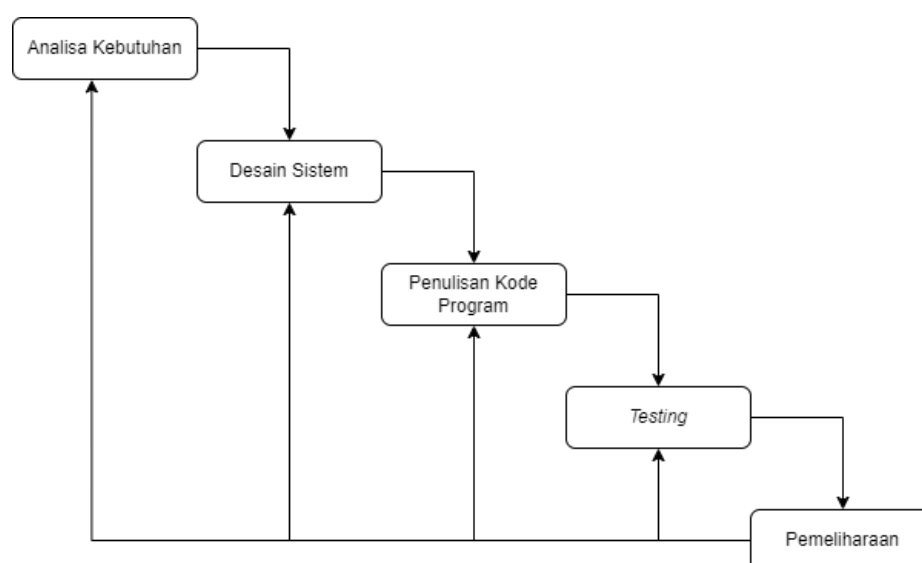 Analisa Kebutuhan
Desain Sistem
Penulisan Kode
Program
Testing
Pemeliharaan